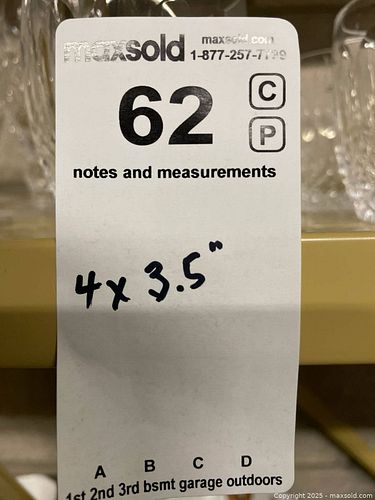 maxsold
maxsold.com
1-877-257-7799
62
C
P
notes and measurements
4 x 3.5"
A B C D
1st 2nd 3rd bsmt garage outdoors
Copyright © 2025 - maxsold.com